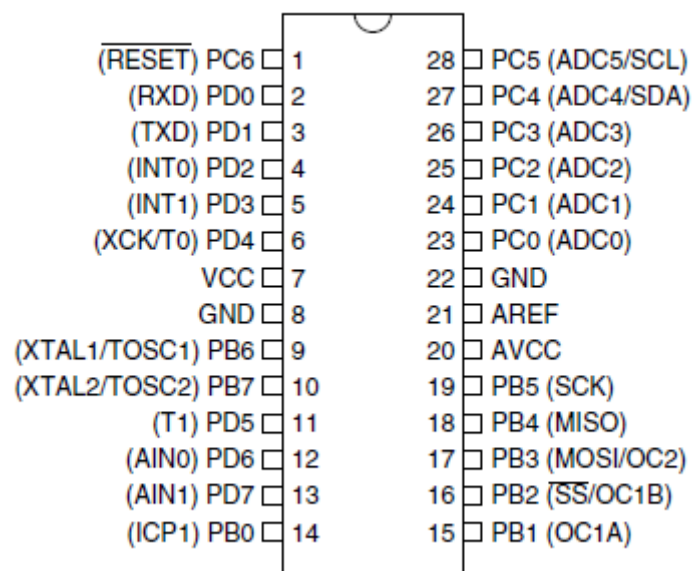 (RESET) PC6 1 28 PC5 (ADC5/SCL)
(RXD) PD0 2 27 PC4 (ADC4/SDA)
(TXD) PD1 3 26 PC3 (ADC3)
(INT0) PD2 4 25 PC2 (ADC2)
(INT1) PD3 5 24 PC1 (ADC1)
(XCK/T0) PD4 6 23 PC0 (ADC0)
VCC 7 22 GND
GND 8 21 AREF
(XTAL1/TOSC1) PB6 9 20 AVCC
(XTAL2/TOSC2) PB7 10 19 PB5 (SCK)
(T1) PD5 11 18 PB4 (MISO)
(AIN0) PD6 12 17 PB3 (MOSI/OC2)
(AIN1) PD7 13 16 PB2 (SS/OC1B)
(ICP1) PB0 14 15 PB1 (OC1A)